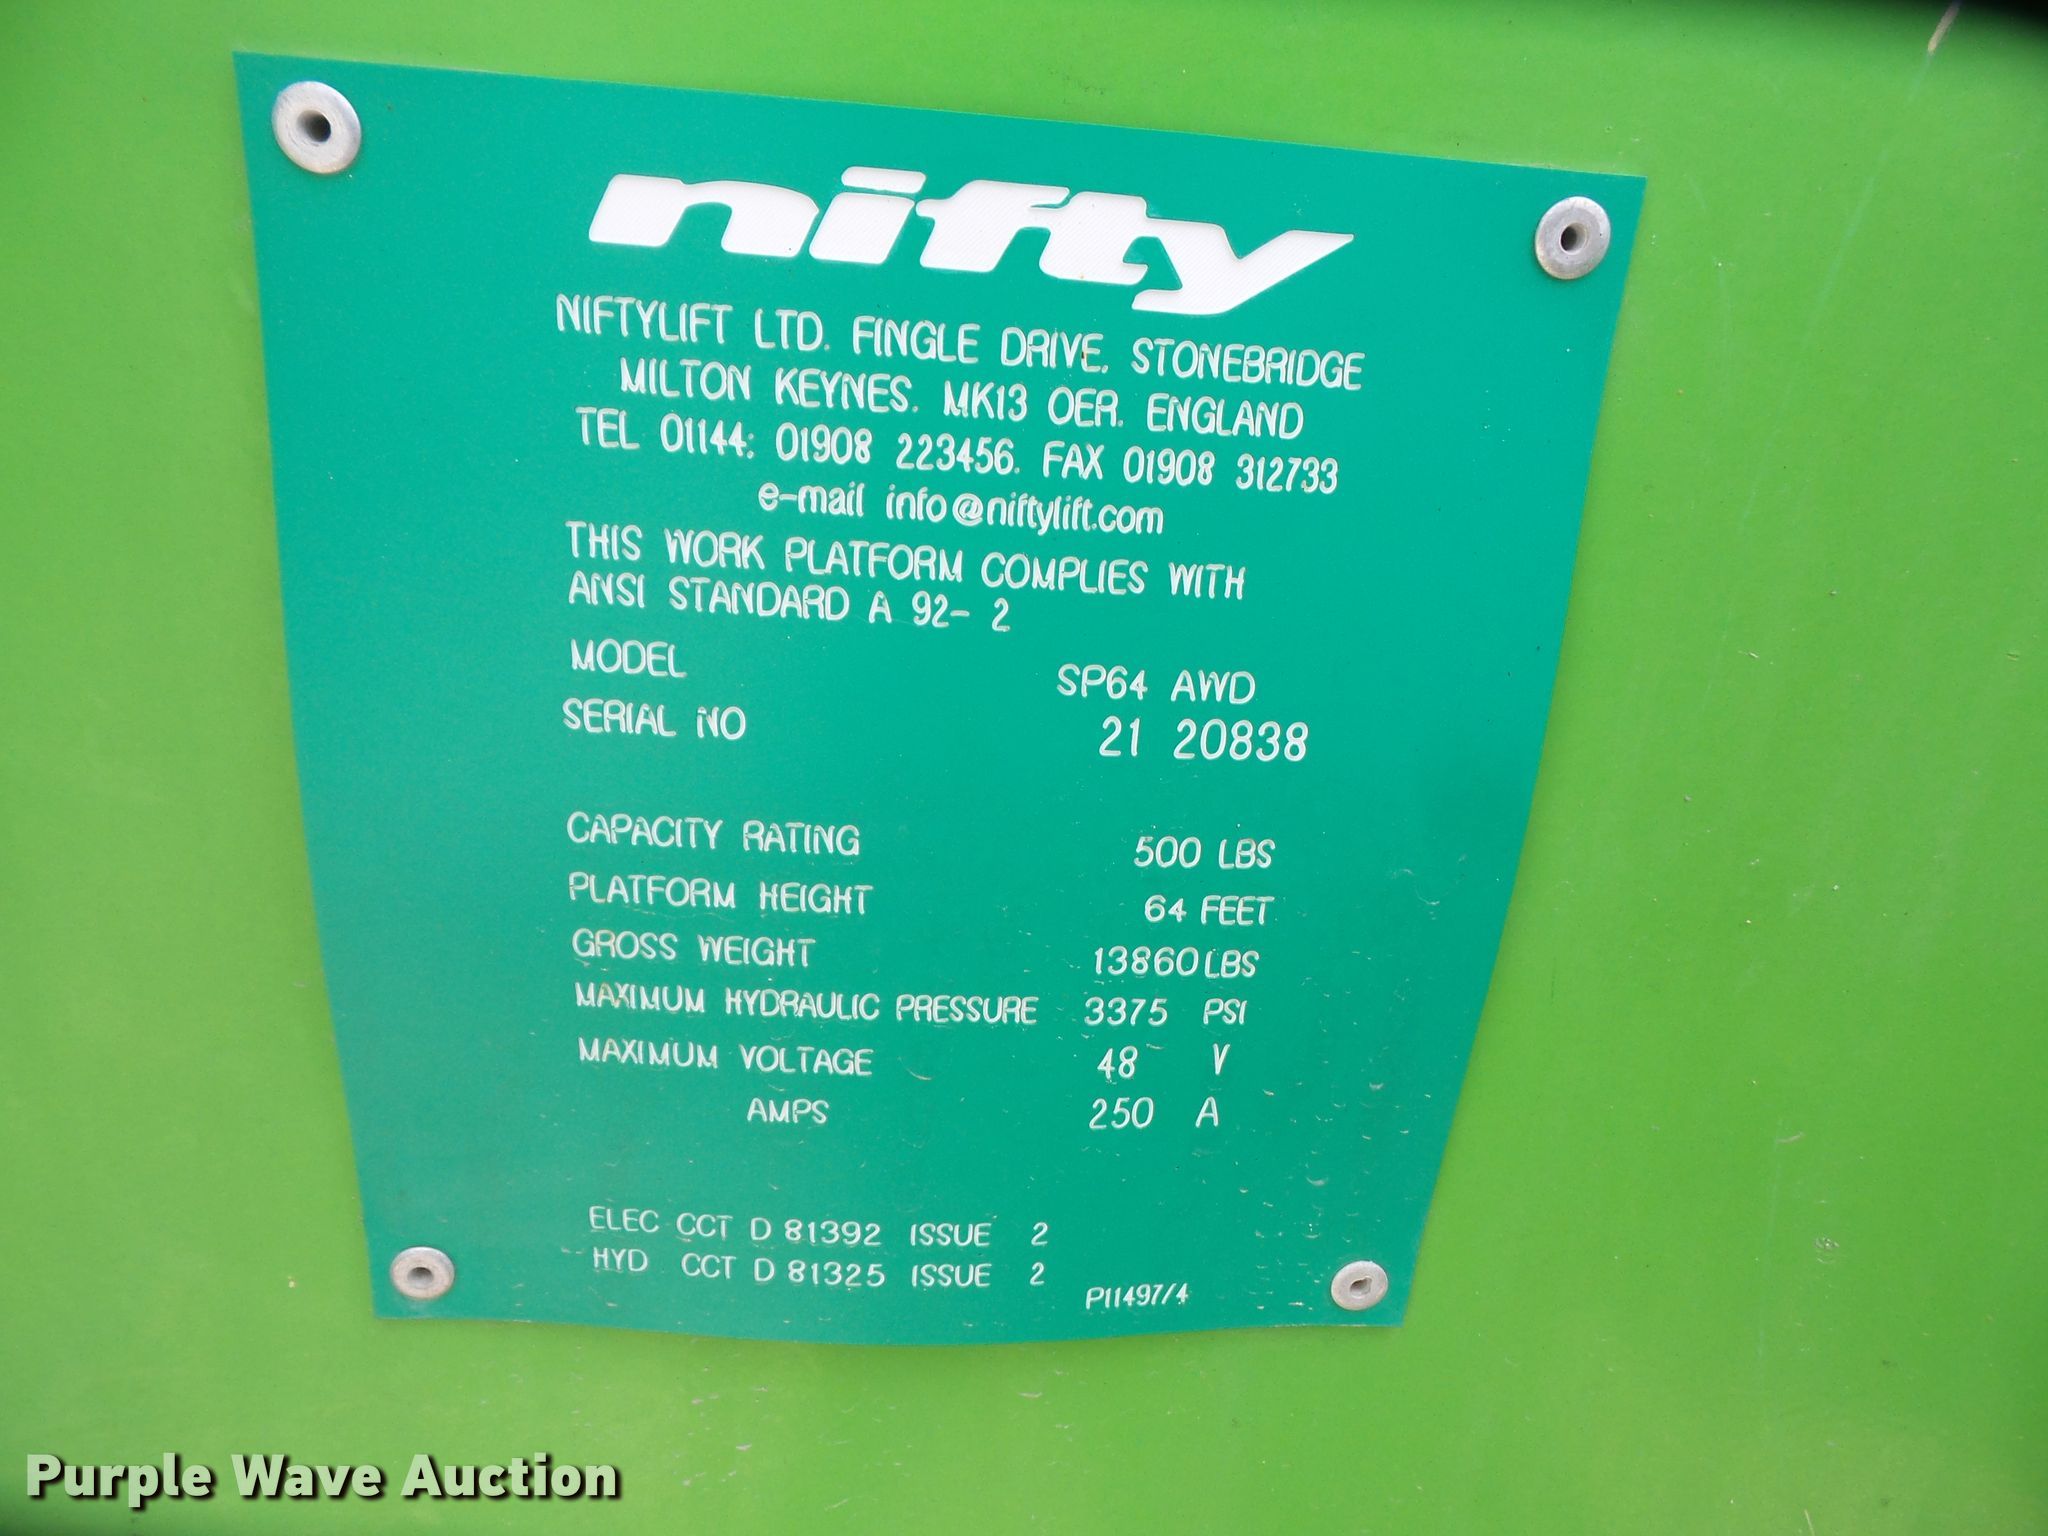 nifty
NIFTYLIFT LTD. FINGLE DRIVE. STONEBRIDGE
MILTON KEYNES. MK13 OER. ENGLAND
TEL 01144: 01908 223456. FAX 01908 312733
e-mail info@niftylift.com
THIS WORK PLATFORM COMPLIES WITH
ANSI STANDARD A 92- 2
MODEL SP64 AWD
SERIAL NO 21 20838
CAPACITY RATING 500 LBS
PLATFORM HEIGHT 64 FEET
GROSS WEIGHT 13860 LBS
MAXIMUM HYDRAULIC PRESSURE 3375 PSI
MAXIMUM VOLTAGE 48 V
AMPS 250 A
ELEC CCT D 81392 ISSUE 2
HYD CCT D 81325 ISSUE 2
P11497/4
Purple Wave Auction